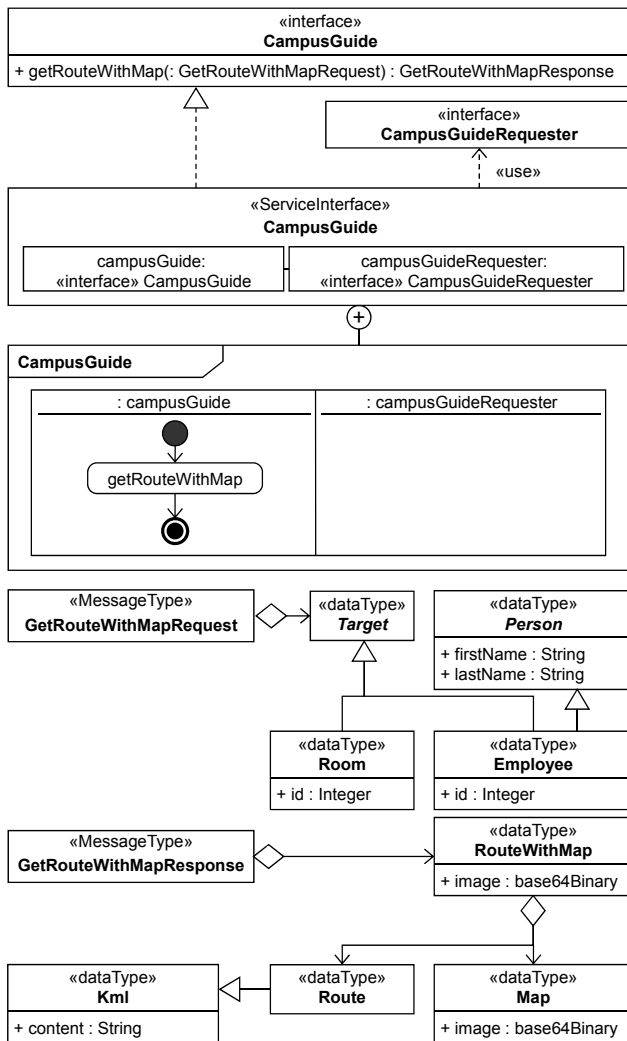 «interface»
CampusGuide
+ getRouteWithMap(: GetRouteWithMapRequest) : GetRouteWithMapResponse
«interface»
CampusGuideRequester
«use»
«ServiceInterface»
CampusGuide
campusGuide:
«interface» CampusGuide
campusGuideRequester:
«interface» CampusGuideRequester
+
CampusGuide
: campusGuide
: campusGuideRequester
getRouteWithMap
«MessageType»
GetRouteWithMapRequest
«dataType»
Target
«dataType»
Person
+ firstName : String
+ lastName : String
«dataType»
Room
+ id : Integer
«dataType»
Employee
+ id : Integer
«MessageType»
GetRouteWithMapResponse
«dataType»
RouteWithMap
+ image : base64Binary
«dataType»
Kml
+ content : String
«dataType»
Route
«dataType»
Map
+ image : base64Binary